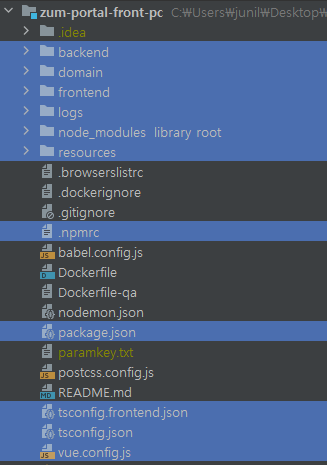 zum-portal-front-pc C:₩Users₩junil₩Desktop₩
.idea
backend
domain
frontend
logs
node_modules library root
resources
.browserslistrc
.dockerignore
.gitignore
.npmrc
babel.config.js
Dockerfile
Dockerfile-qa
nodemon.json
package.json
paramkey.txt
postcss.config.js
README.md
tsconfig.frontend.json
tsconfig.json
vue.config.js